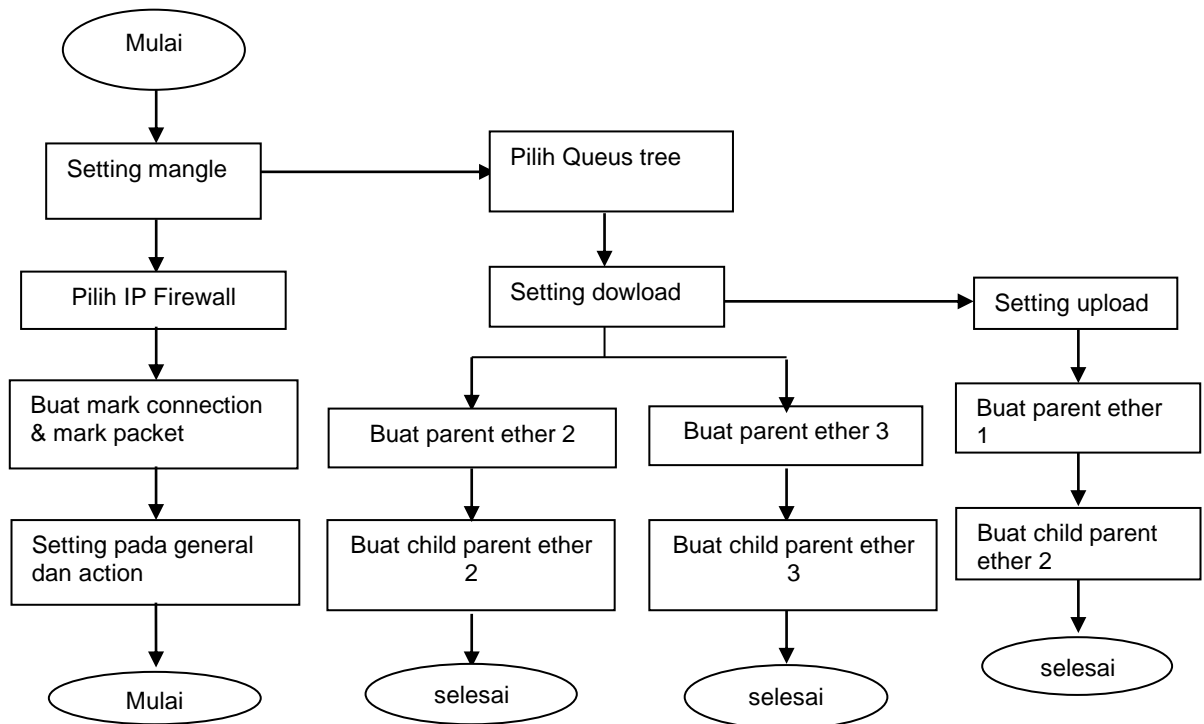 Mulai
Setting mangle
Pilih Queus tree
Pilih IP Firewall
Setting dowload
Setting upload
Buat mark connection
& mark packet
Buat parent ether 2
Buat parent ether 3
Buat parent ether
1
Setting pada general
dan action
Buat child parent ether
2
Buat child parent ether
3
Buat child parent
ether 2
Mulai
selesai
selesai
selesai